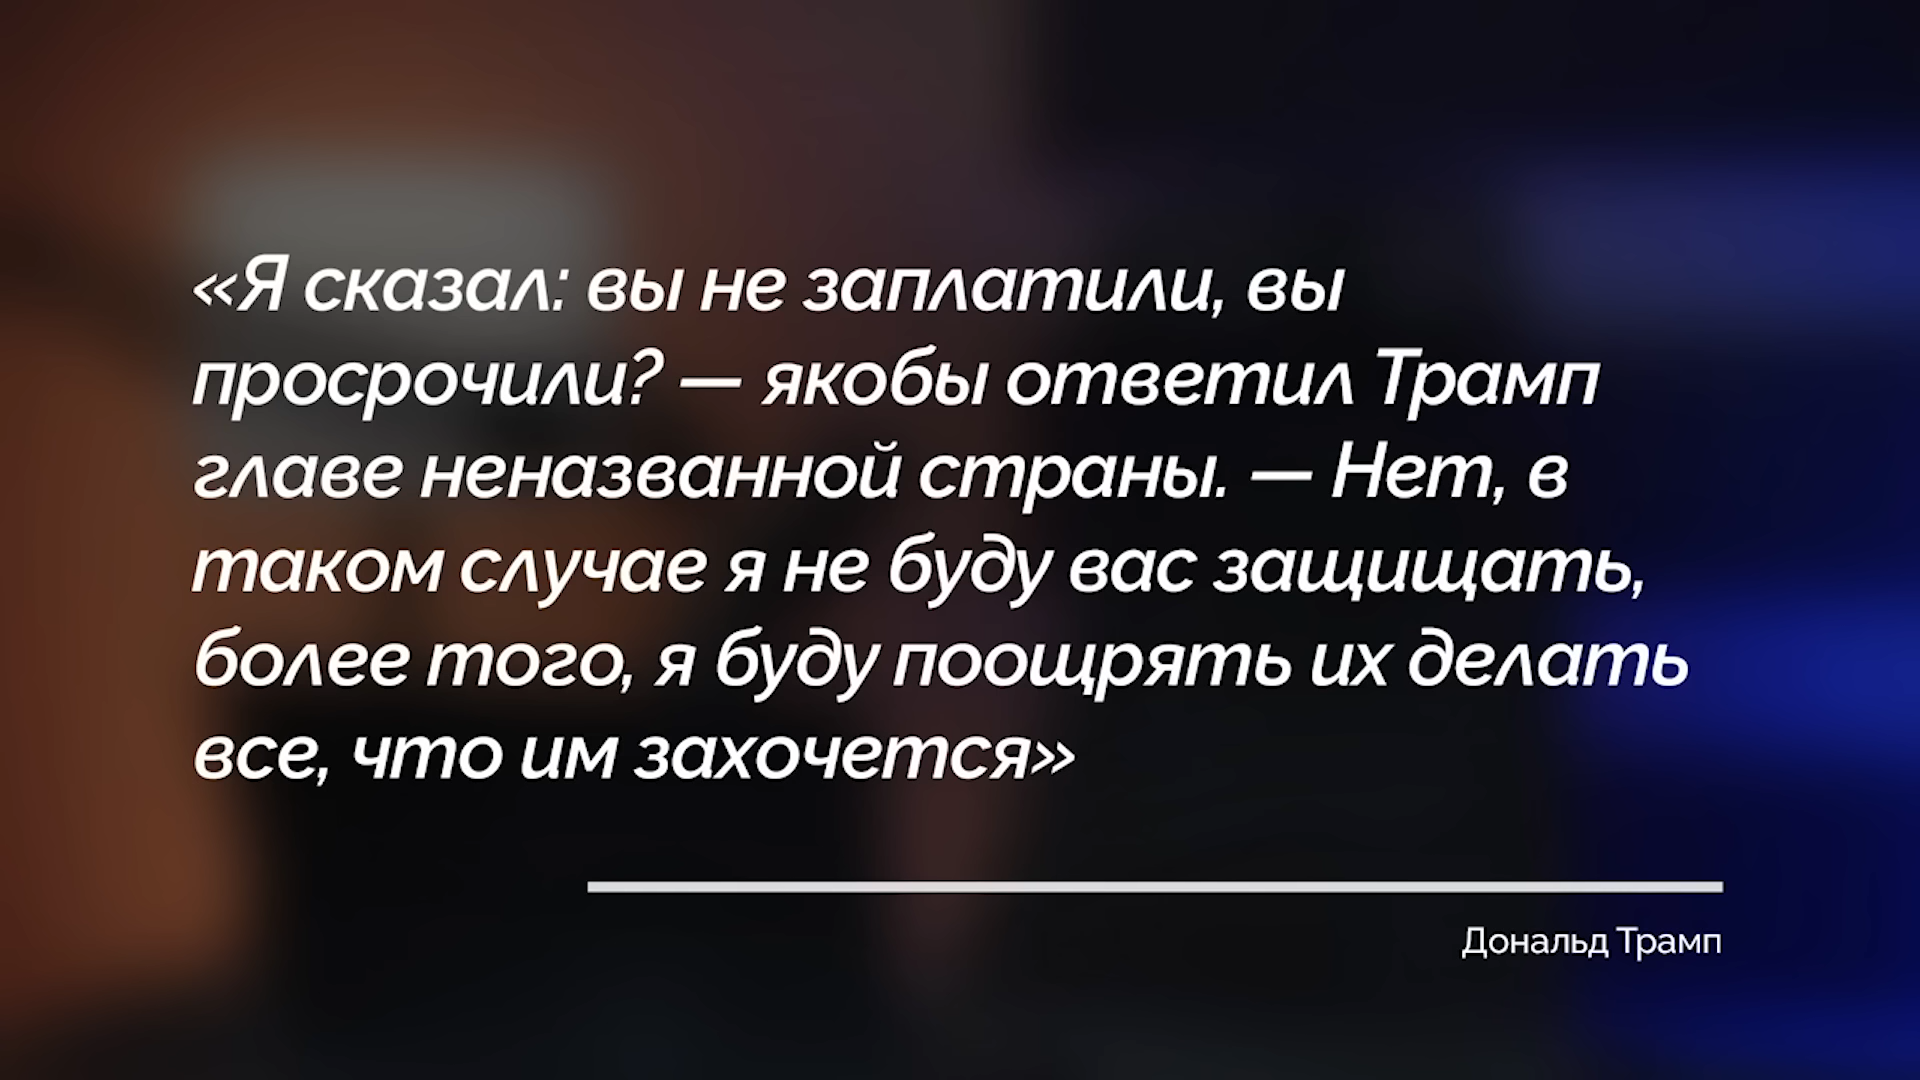 «Я сказал: вы не заплатили, вы
просрочили? — якобы ответил Трамп
главе неназванной страны. — Нет, в
таком случае я не буду вас защищать,
более того, я буду поощрять их делать
все, что им захочется»
Дональд Трамп